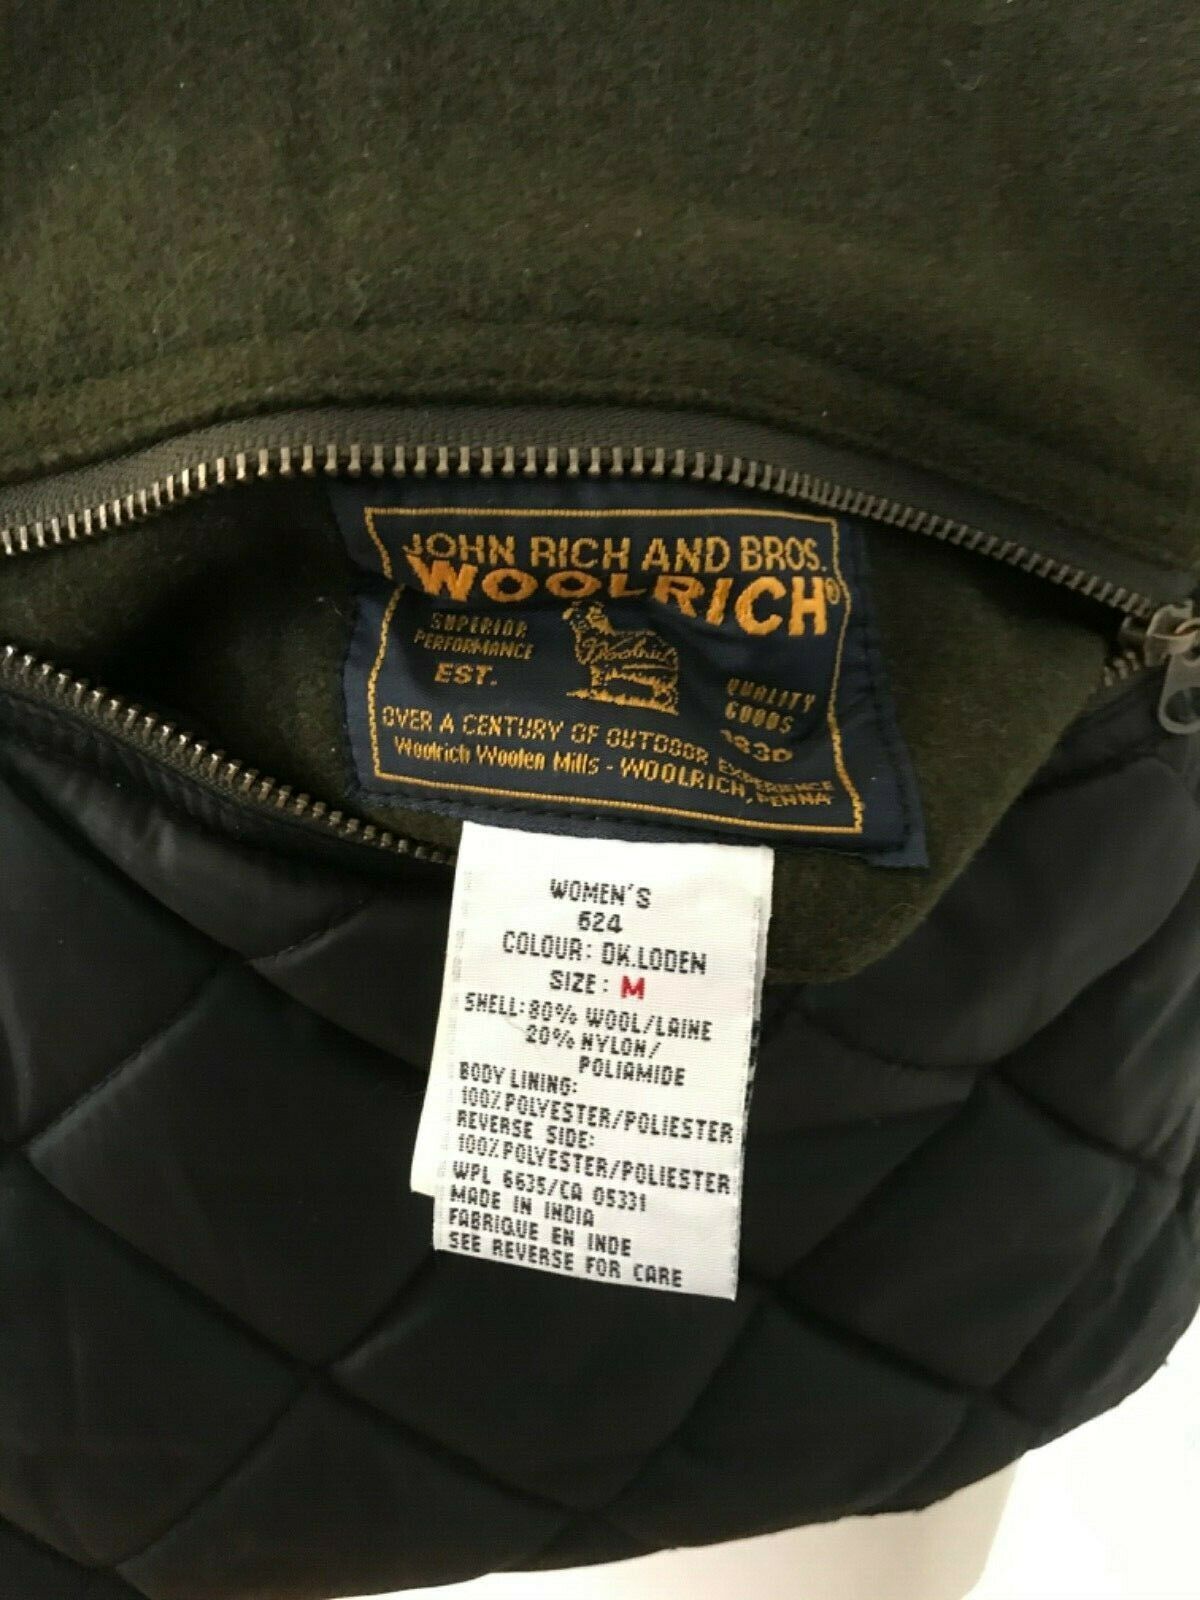 JOHN RICH AND BROS.
WOOLRICH®
SUPERIOR
PERFORMANCE
EST.
Woolrich
QUALITY
GOODS
1830
OVER A CENTURY OF OUTDOOR EXPERIENCE
Woolrich Woolen Mills - WOOLRICH, PENNA
WOMEN'S
624
COLOUR: DK.LODEN
SIZE: M
SHELL: 80% WOOL/LAINE
20% NYLON/
POLIAMIDE
BODY LINING:
100% POLYESTER/POLIESTER
REVERSE SIDE:
100% POLYESTER/POLIESTER
WPL 6635/CA 05331
MADE IN INDIA
FABRIQUE EN INDE
SEE REVERSE FOR CARE